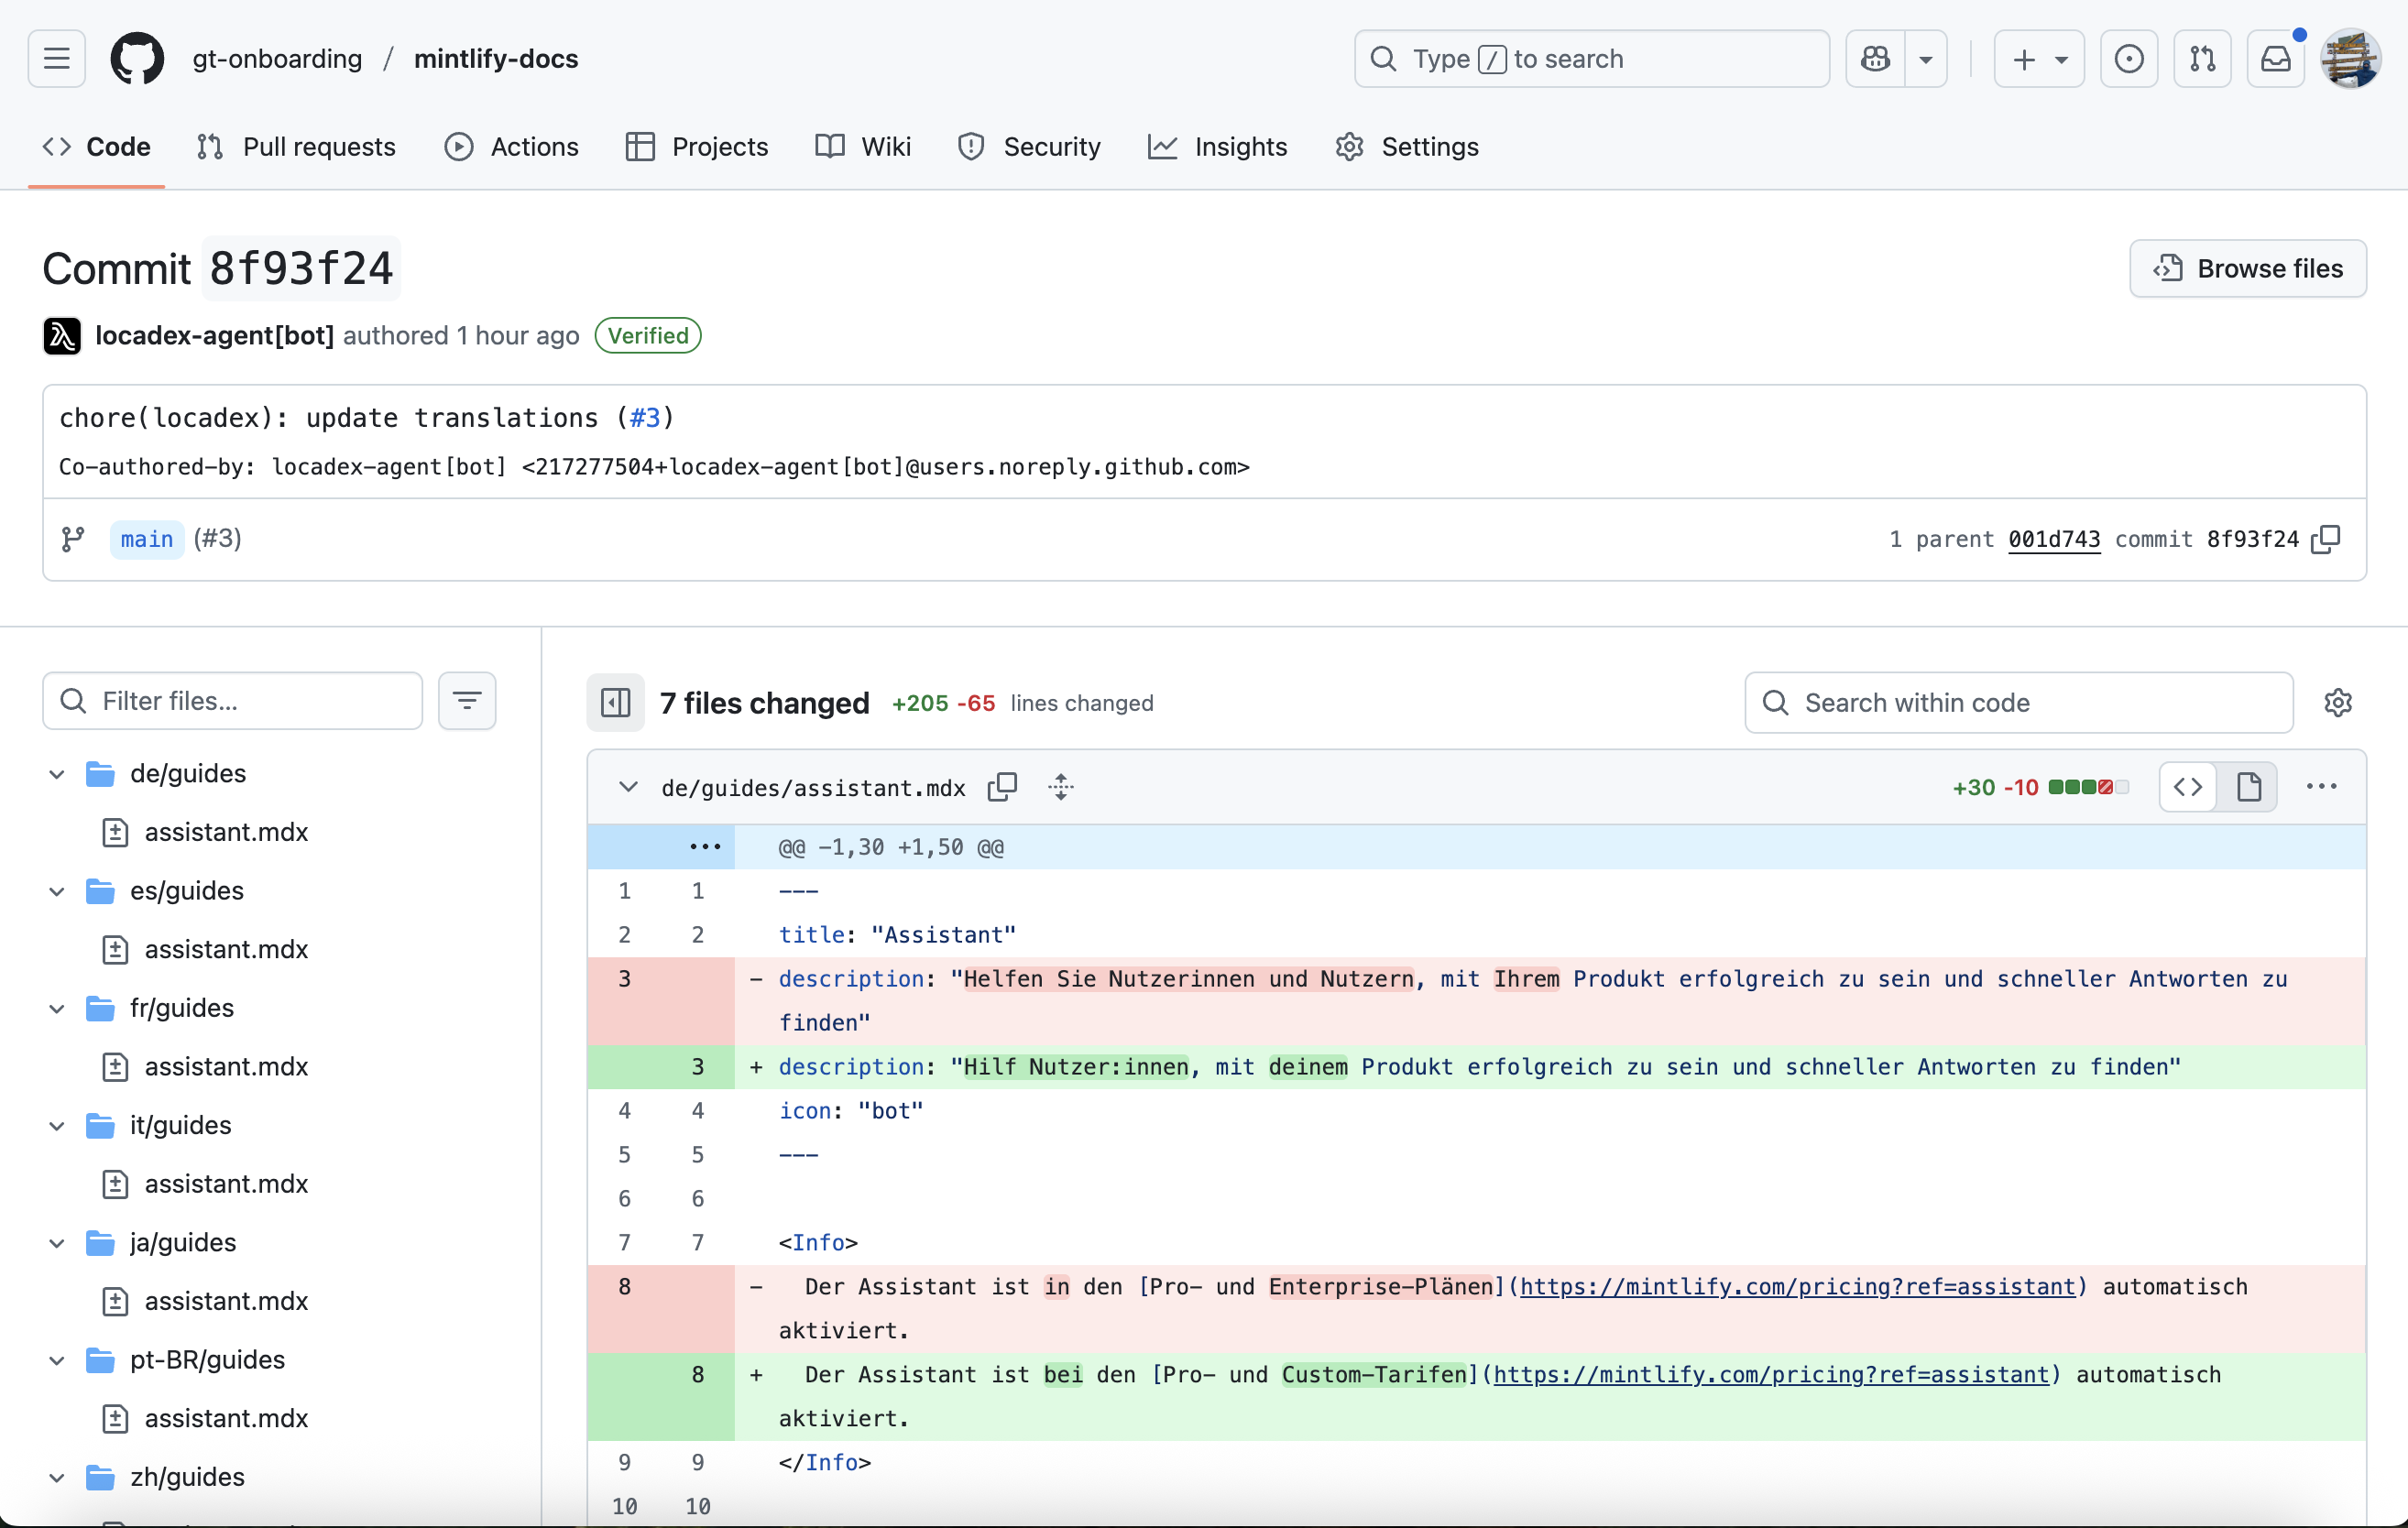 gt-onboarding / mintlify-docs
Type / to search
Code
Pull requests
Actions
Projects
Wiki
Security
Insights
Settings
Commit 8f93f24
Browse files
locadex-agent[bot] authored 1 hour ago Verified
chore(locadex): update translations (#3)
Co-authored-by: locadex-agent[bot] <217277504+locadex-agent[bot]@users.noreply.github.com>
main (#3)
1 parent 001d743 commit 8f93f24
Filter files...
de/guides
assistant.mdx
es/guides
assistant.mdx
fr/guides
assistant.mdx
it/guides
assistant.mdx
ja/guides
assistant.mdx
pt-BR/guides
assistant.mdx
zh/guides
7 files changed +205 -65 lines changed
Search within code
de/guides/assistant.mdx
+30 -10
@@ -1,30 +1,50 @@
1 1 ---
2 2 title: "Assistant"
3 - description: "Helfen Sie Nutzerinnen und Nutzern, mit Ihrem Produkt erfolgreich zu sein und schneller Antworten zu
finden"
3 + description: "Hilf Nutzer:innen, mit deinem Produkt erfolgreich zu sein und schneller Antworten zu finden"
4 4 icon: "bot"
5 5 ---
6 6
7 7 <Info>
8 - Der Assistant ist in den [Pro- und Enterprise-Plänen](https://mintlify.com/pricing?ref=assistant) automatisch
aktiviert.
8 + Der Assistant ist bei den [Pro- und Custom-Tarifen](https://mintlify.com/pricing?ref=assistant) automatisch
aktiviert.
9 9 </Info>
10 10